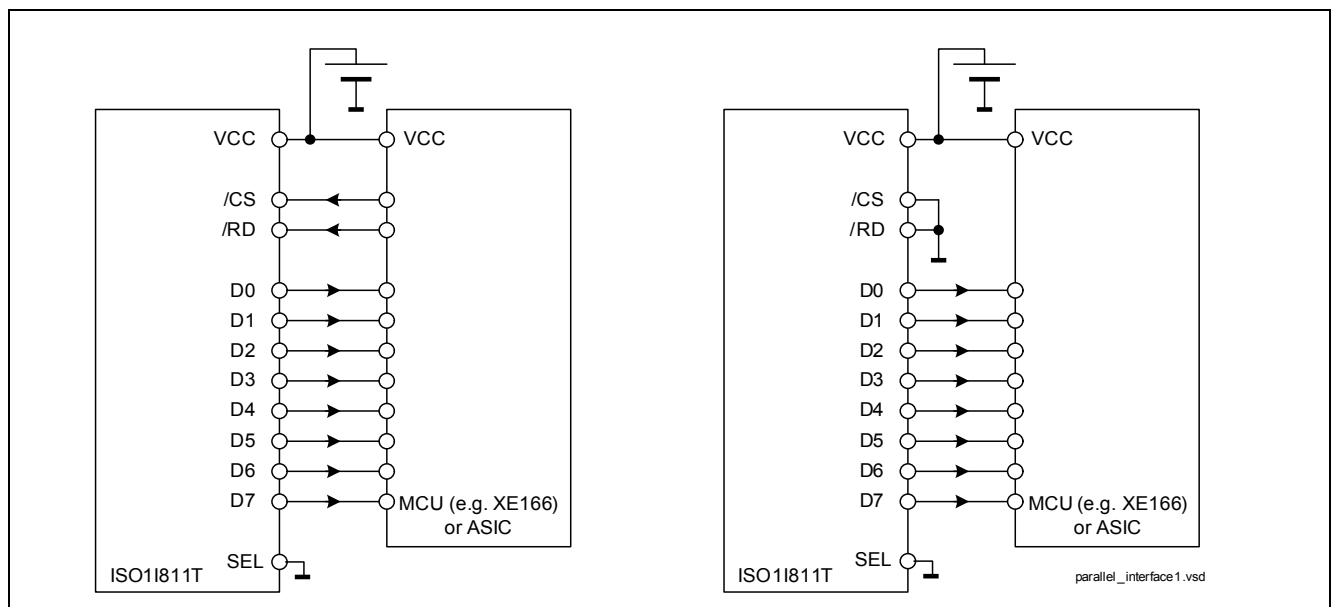 VCC
VCC
/CS
/RD
D0
D1
D2
D3
D4
D5
D6
D7
MCU (e.g. XE166)
or ASIC
SEL
ISO1I811T
VCC
VCC
/CS
/RD
D0
D1
D2
D3
D4
D5
D6
D7
MCU (e.g. XE166)
or ASIC
SEL
ISO1I811T
parallel_interface1.vsd